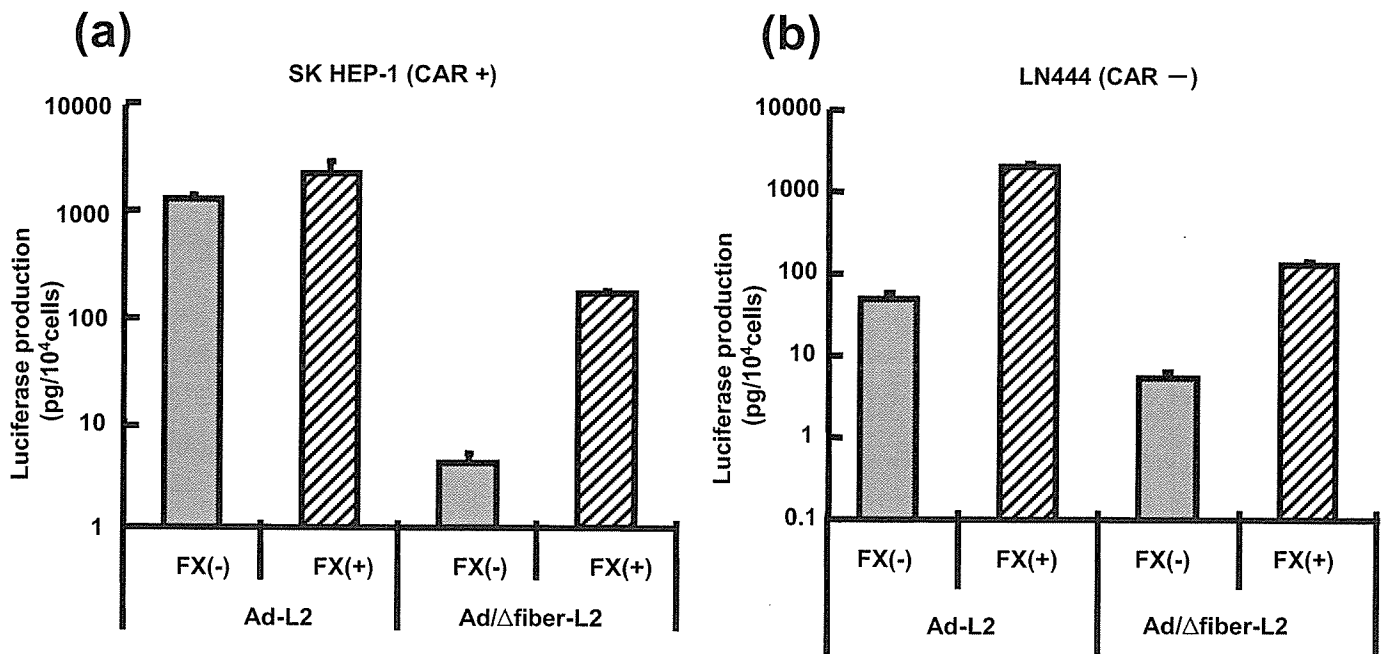 (a)
SK HEP-1 (CAR +)
Luciferase production
(pg/10⁴cells)
10000
1000
100
10
1
FX(-) FX(+) FX(-) FX(+)
Ad-L2 Ad/Δfiber-L2
(b)
LN444 (CAR －)
Luciferase production
(pg/10⁴cells)
10000
1000
100
10
1
0.1
FX(-) FX(+) FX(-) FX(+)
Ad-L2 Ad/Δfiber-L2